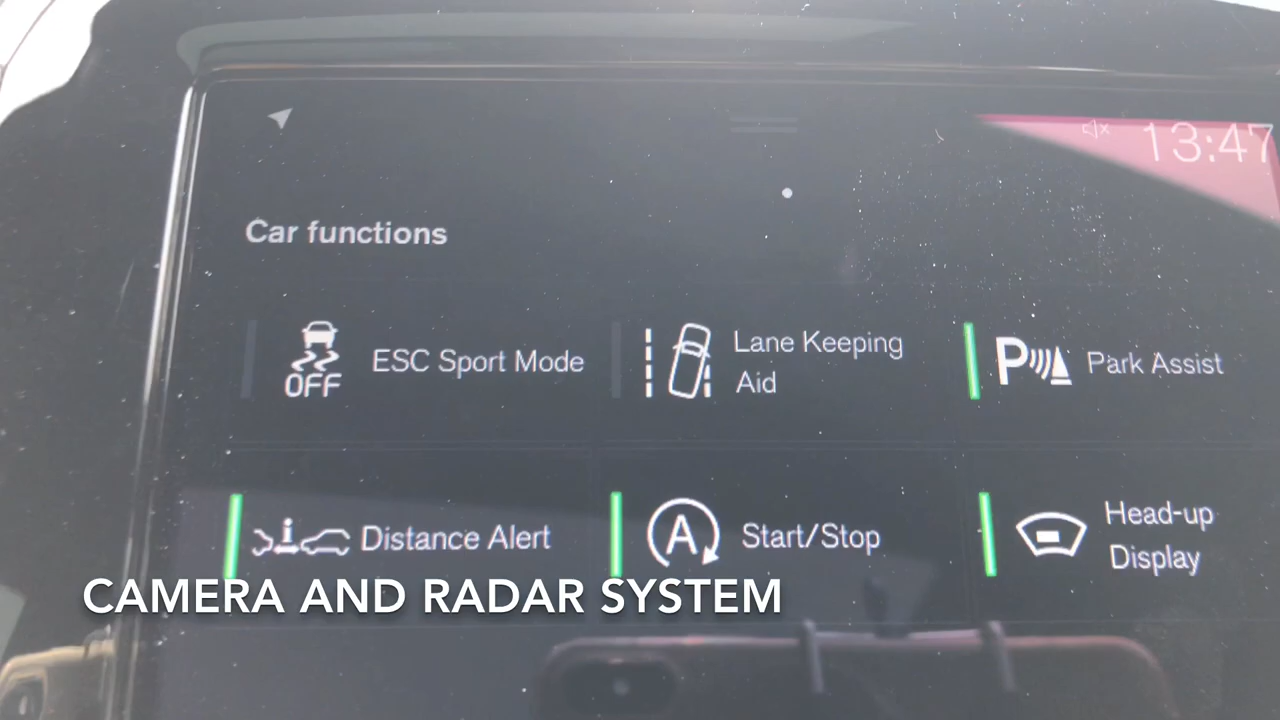 13:47
Car functions
OFF
ESC Sport Mode
Lane Keeping
Aid
P
Park Assist
Distance Alert
A
Start/Stop
Head-up
Display
CAMERA AND RADAR SYSTEM